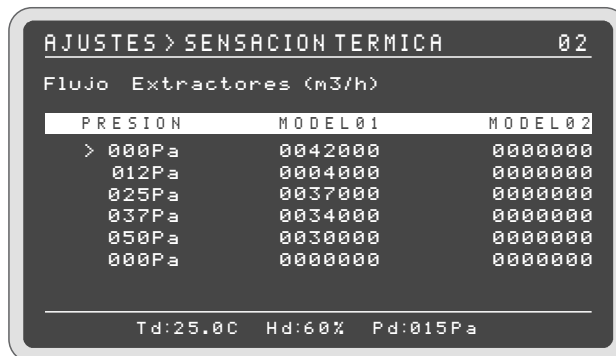 AJUSTES > SENSACION TERMICA 02
Flujo Extractores (m3/h)
PRESION MODEL01 MODEL02
> 000Pa 0042000 0000000
012Pa 0004000 0000000
025Pa 0037000 0000000
037Pa 0034000 0000000
050Pa 0030000 0000000
000Pa 0000000 0000000
Td:25.0C Hd:60% Pd:015Pa